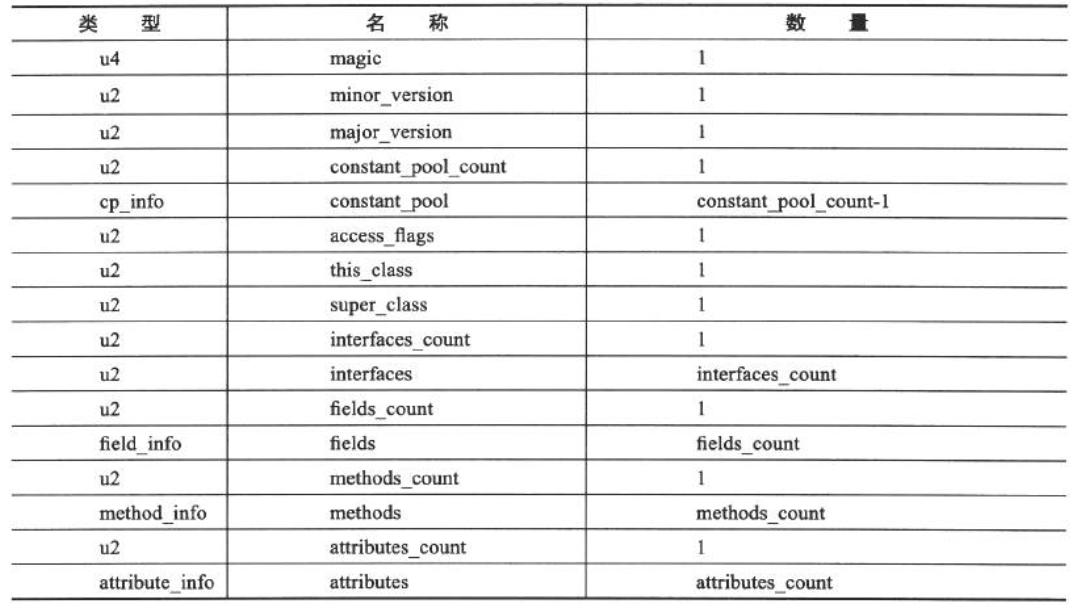 类 型 名 称 数 量
u4 magic 1
u2 minor_version 1
u2 major_version 1
u2 constant_pool_count 1
cp_info constant_pool constant_pool_count-1
u2 access_flags 1
u2 this_class 1
u2 super_class 1
u2 interfaces_count 1
u2 interfaces interfaces_count
u2 fields_count 1
field_info fields fields_count
u2 methods_count 1
method_info methods methods_count
u2 attributes_count 1
attribute_info attributes attributes_count